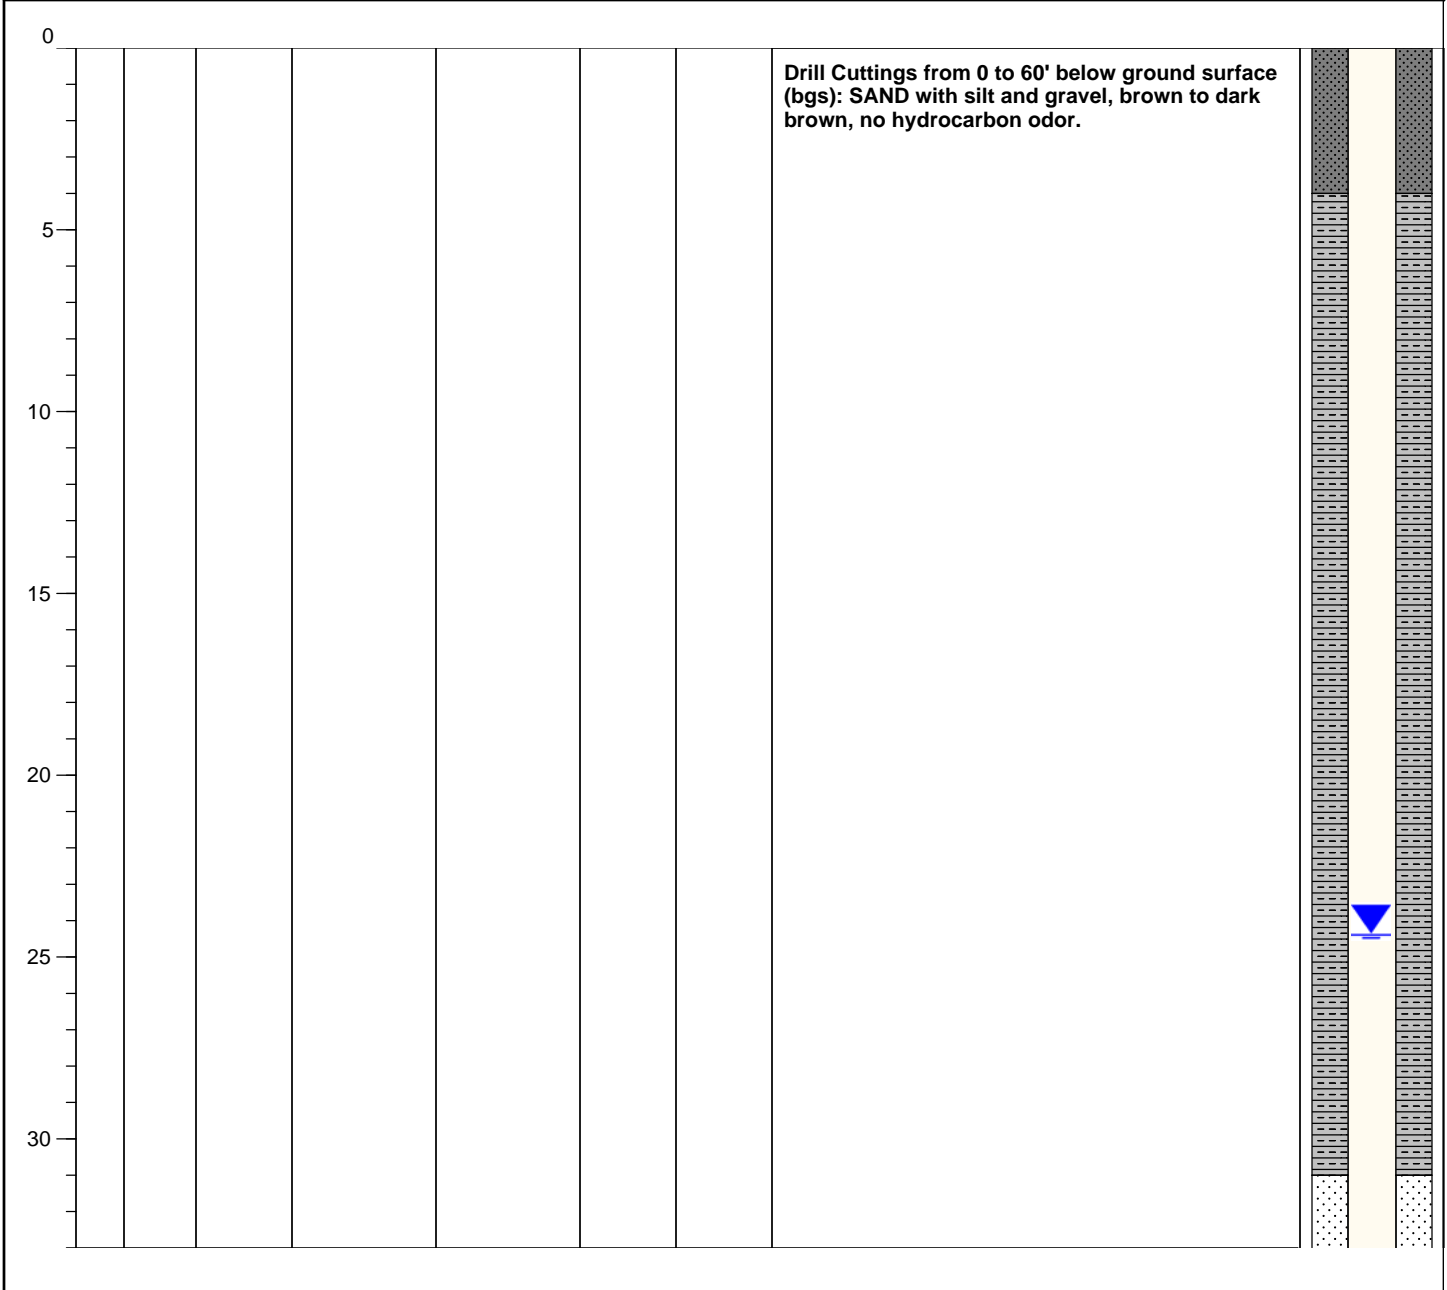 0
Drill Cuttings from 0 to 60' below ground surface
(bgs): SAND with silt and gravel, brown to dark
brown, no hydrocarbon odor.
5
10
15
20
25
30